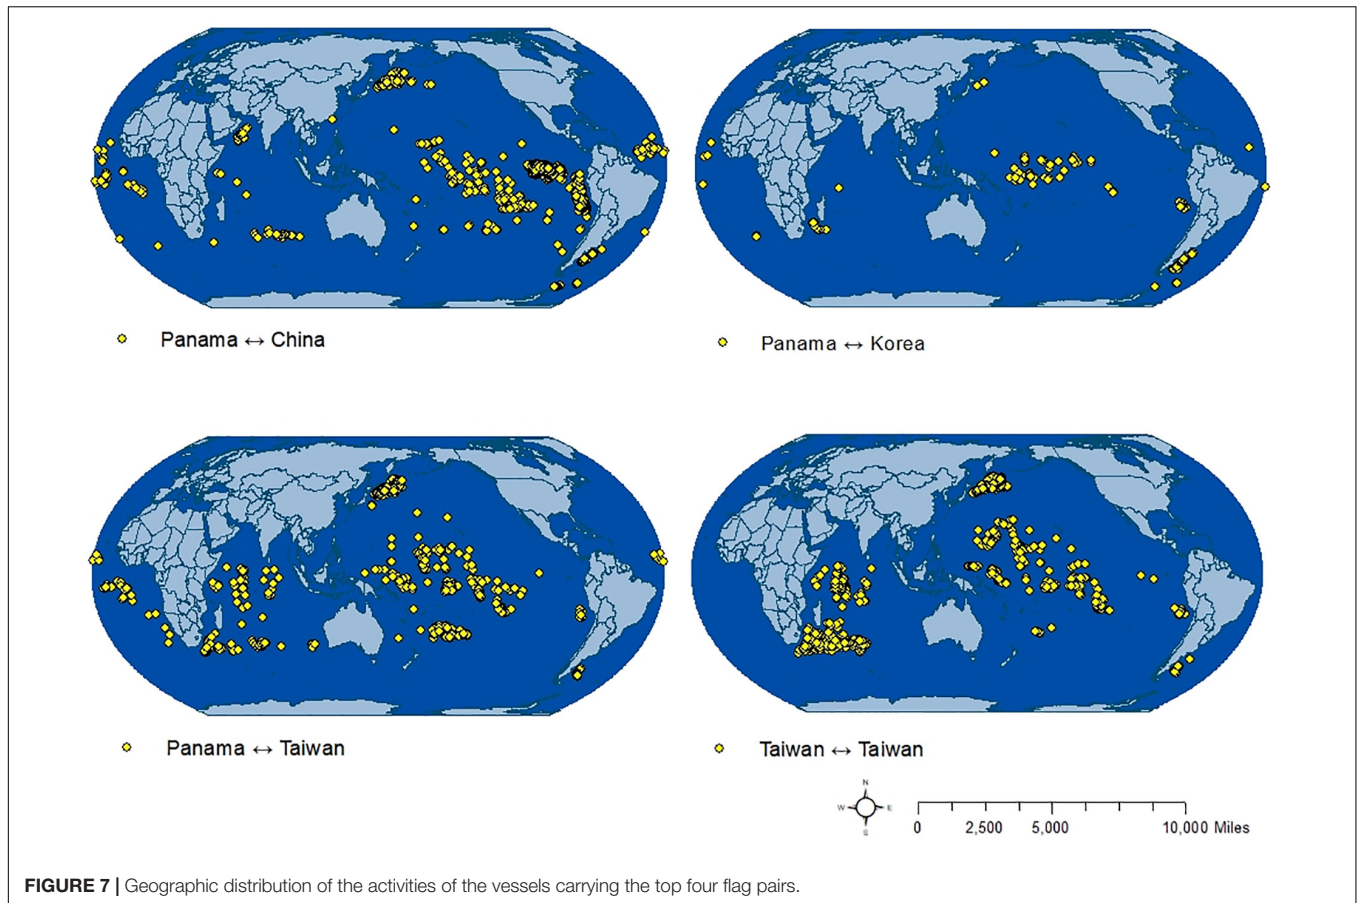 Panama ↔ China
Panama ↔ Korea
Panama ↔ Taiwan
Taiwan ↔ Taiwan
N
W E
S
0 2,500 5,000 10,000 Miles
FIGURE 7 | Geographic distribution of the activities of the vessels carrying the top four flag pairs.